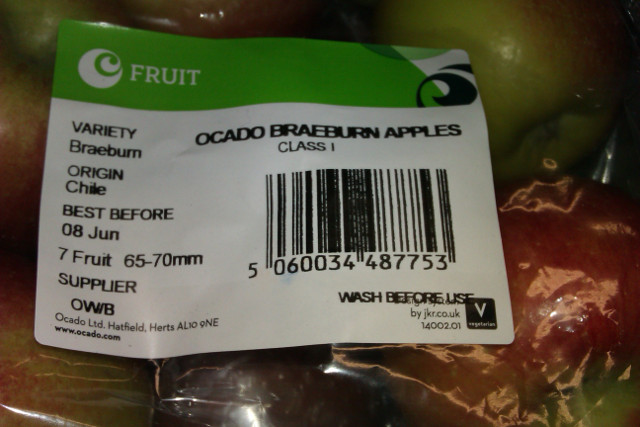 FRUIT
VARIETY
Braeburn
OCADO BRAEBURN APPLES
CLASS I
ORIGIN
Chile
BEST BEFORE
08 Jun
7 Fruit 65-70mm
5 060034 487753
SUPPLIER
OW/B
WASH BEFORE USE
by jkr.co.uk
14002.01
V
vegetarian
Ocado Ltd. Hatfield, Herts AL10 9NE
www.ocado.com